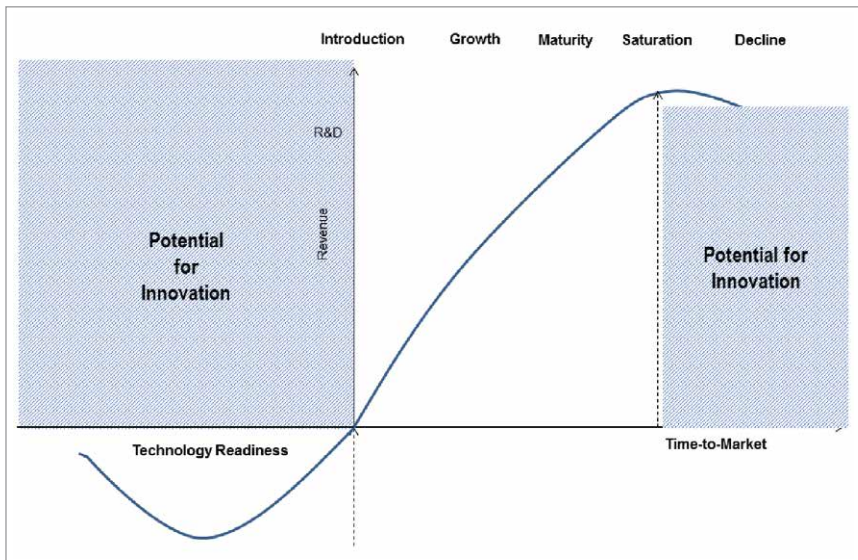 Introduction Growth Maturity Saturation Decline
R&D
Revenue
Potential
for
Innovation
Potential for
Innovation
Technology Readiness
Time-to-Market